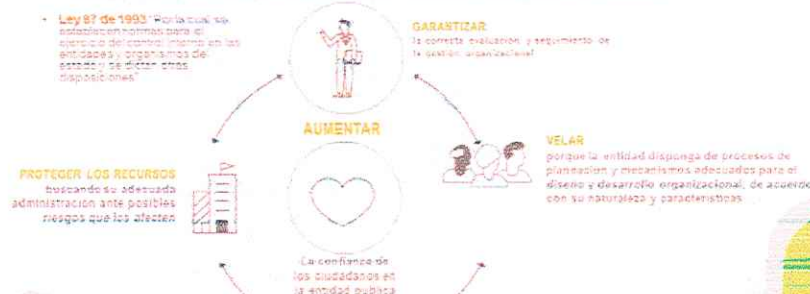 • Ley 87 de 1993 "Por la cual se
establecen normas para el
ejercicio del control interno en las
entidades y organismos del
estado y se dictan otras
disposiciones"
GARANTIZAR
la correcta evaluación y seguimiento de
la gestión organizacional
AUMENTAR
La confianza de
los ciudadanos en
la entidad pública
VELAR
porque la entidad disponga de procesos de
planeación y mecanismos adecuados para el
diseño y desarrollo organizacional, de acuerdo
con su naturaleza y características
PROTEGER LOS RECURSOS
buscando su adecuada
administración ante posibles
riesgos que los afecten